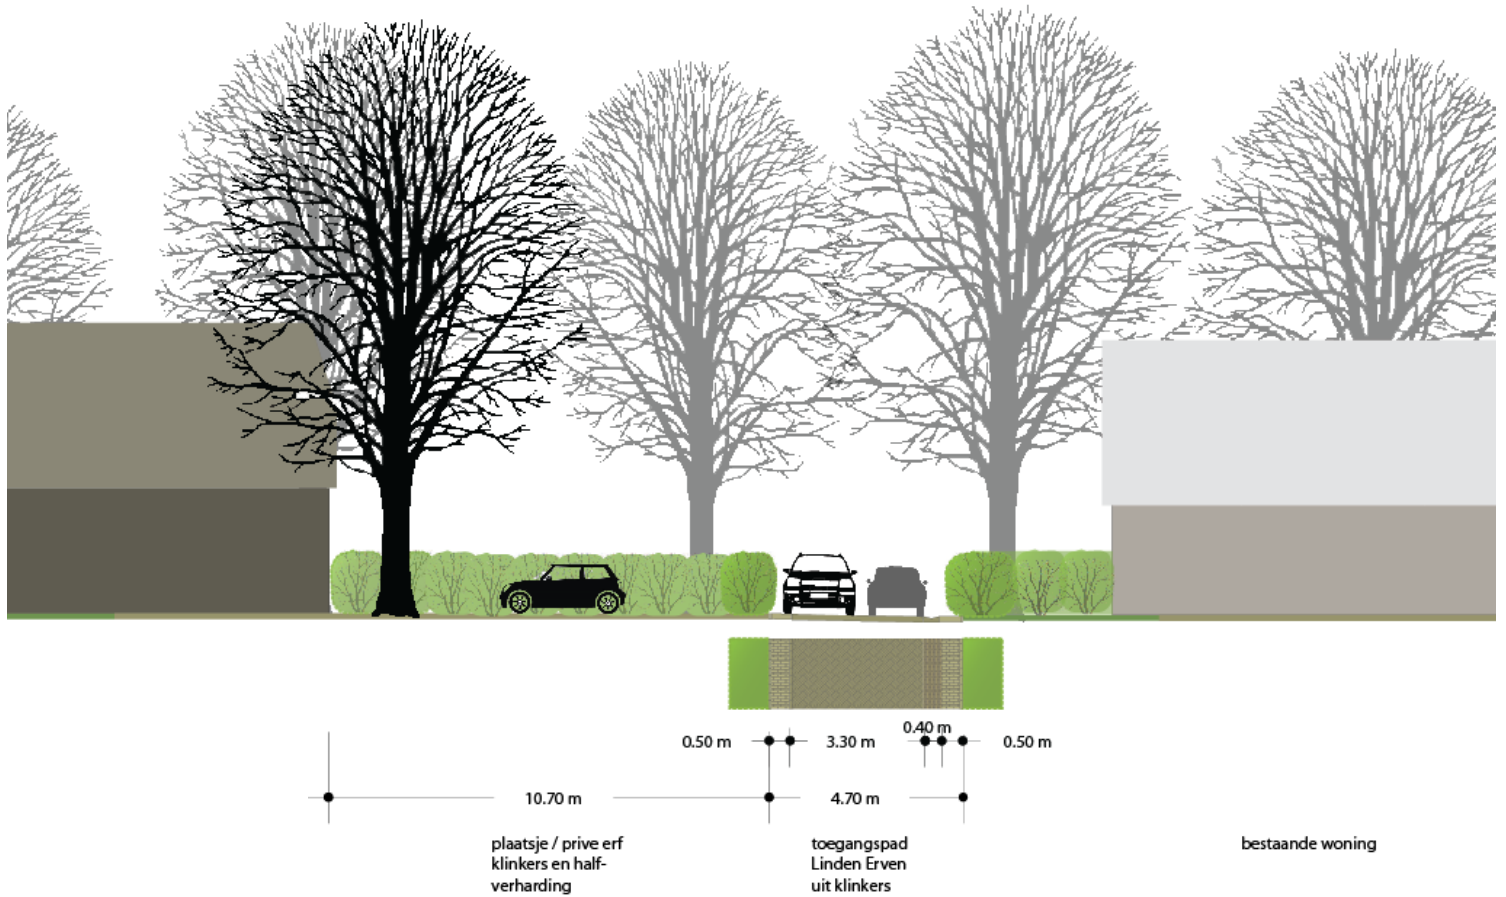 0.40 m
0.50 m
3.30 m
0.50 m
10.70 m
4.70 m
plaatsje / prive erf
klinkers en half-
verharding
toegangspad
Linden Erven
uit klinkers
bestaande woning